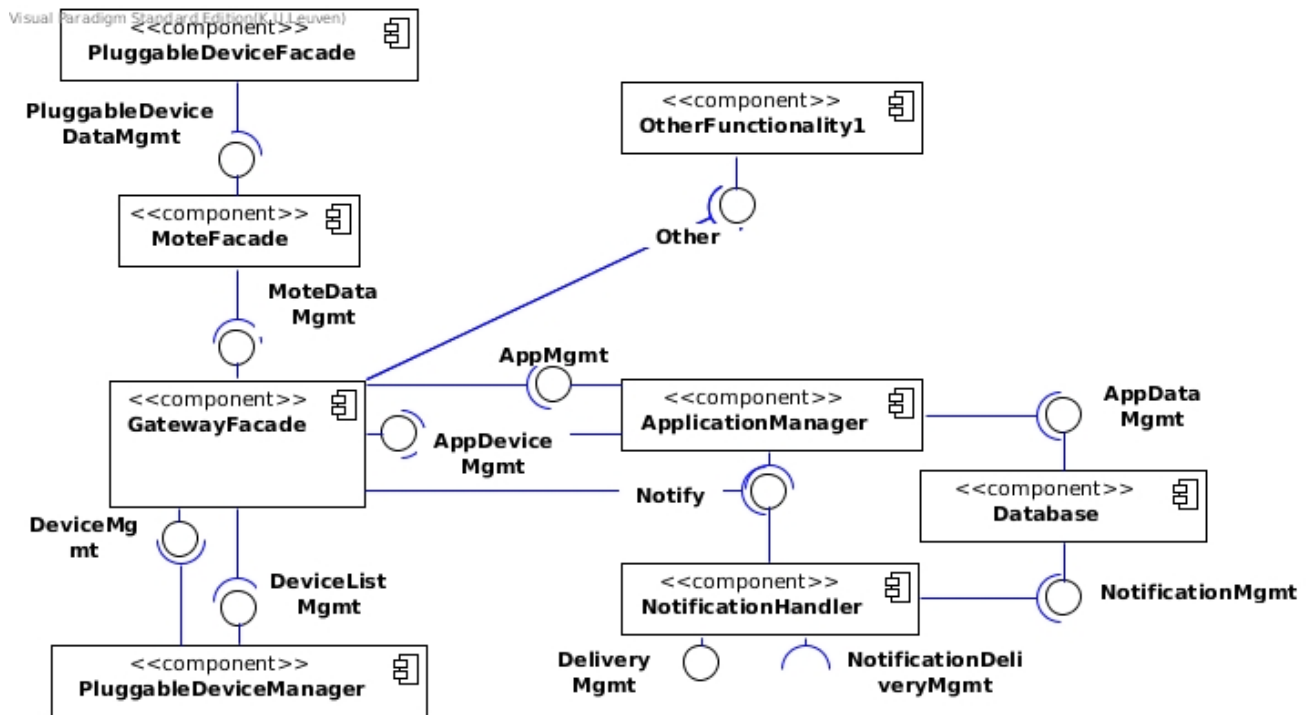 Visual Paradigm Standard Edition(K.U.Leuven)
<<component>>
PluggableDeviceFacade
PluggableDevice
DataMgmt
<<component>>
OtherFunctionality1
<<component>>
MoteFacade
Other
MoteData
Mgmt
AppMgmt
<<component>>
GatewayFacade
<<component>>
ApplicationManager
AppData
Mgmt
AppDevice
Mgmt
Notify
<<component>>
Database
DeviceMg
mt
DeviceList
Mgmt
<<component>>
NotificationHandler
NotificationMgmt
Delivery
Mgmt
NotificationDeli
veryMgmt
<<component>>
PluggableDeviceManager